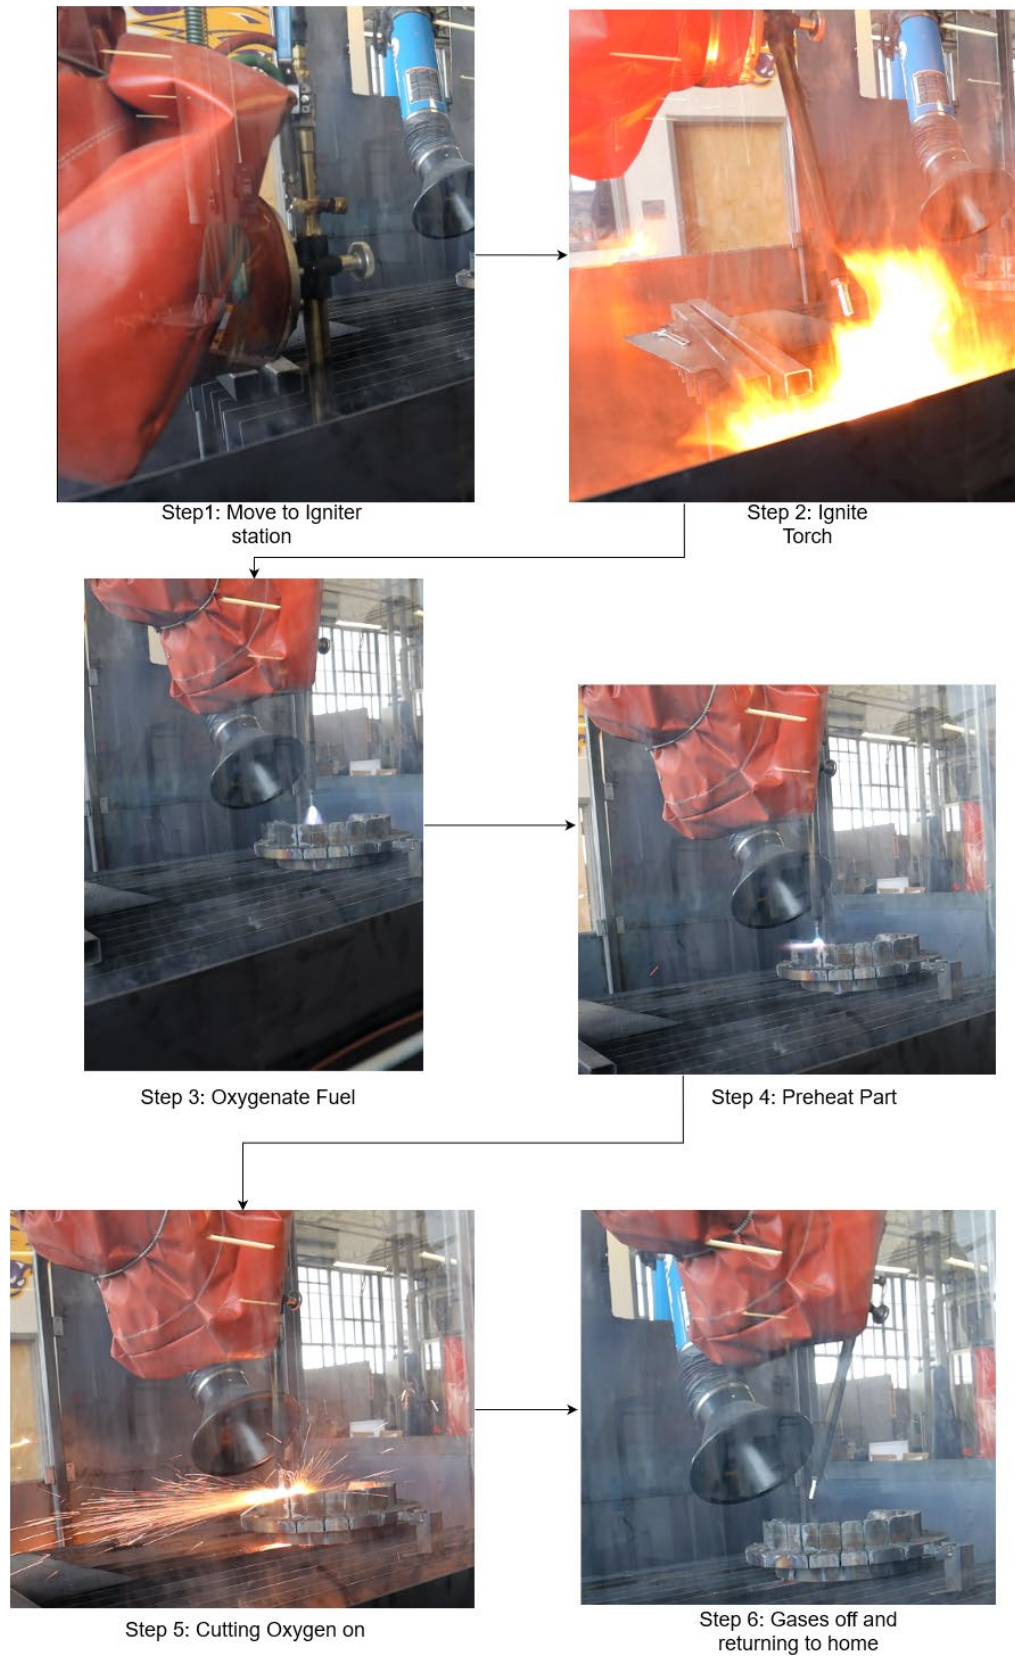 Step1: Move to Igniter
station
Step 2: Ignite
Torch
Step 3: Oxygenate Fuel
Step 4: Preheat Part
Step 5: Cutting Oxygen on
Step 6: Gases off and
returning to home